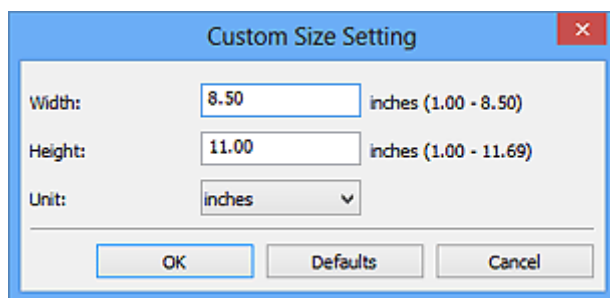 Custom Size Setting
Width: 8.50 inches (1.00 - 8.50)
Height: 11.00 inches (1.00 - 11.69)
Unit: inches
OK Defaults Cancel